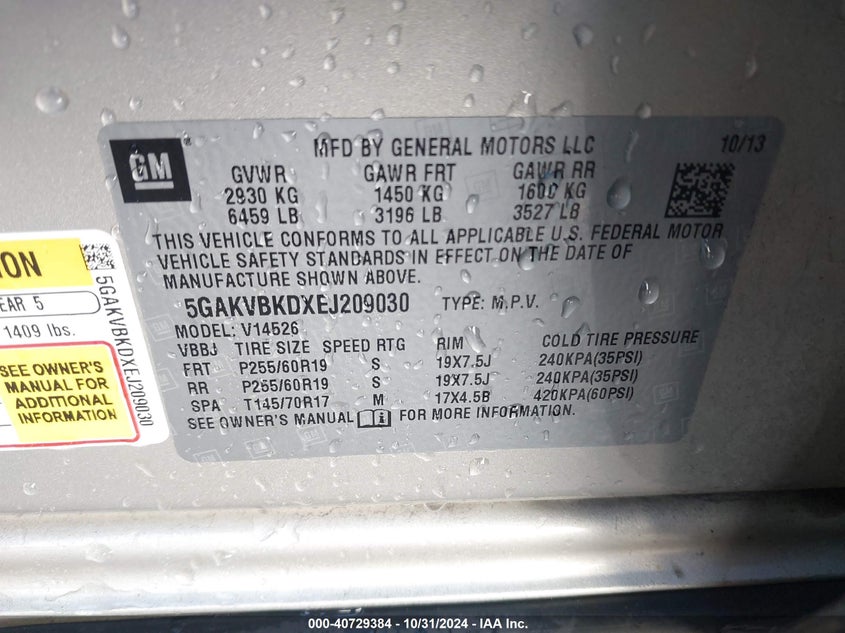 GM
®
MFD BY GENERAL MOTORS LLC 10/13
GVWR GAWR FRT GAWR RR
2930 KG 1450 KG 1600 KG
6459 LB 3196 LB 3527 LB
THIS VEHICLE CONFORMS TO ALL APPLICABLE U.S. FEDERAL MOTOR
VEHICLE SAFETY STANDARDS IN EFFECT ON THE DATE OF
MANUFACTURE SHOWN ABOVE.
5GAKVBKDXEJ209030 TYPE: M.P.V.
MODEL: V14526
VBBJ TIRE SIZE SPEED RTG RIM COLD TIRE PRESSURE
FRT P255/60R19 S 19X7.5J 240KPA(35PSI)
RR P255/60R19 S 19X7.5J 240KPA(35PSI)
SPA T145/70R17 M 17X4.5B 420KPA(60PSI)
SEE OWNER'S MANUAL FOR MORE INFORMATION.
ION
EAR 5
1409 lbs.
SEE OWNER'S
MANUAL FOR
ADDITIONAL
INFORMATION
5GAKVBKDXEJ209030
000-40729384 - 10/31/2024 - IAA Inc.